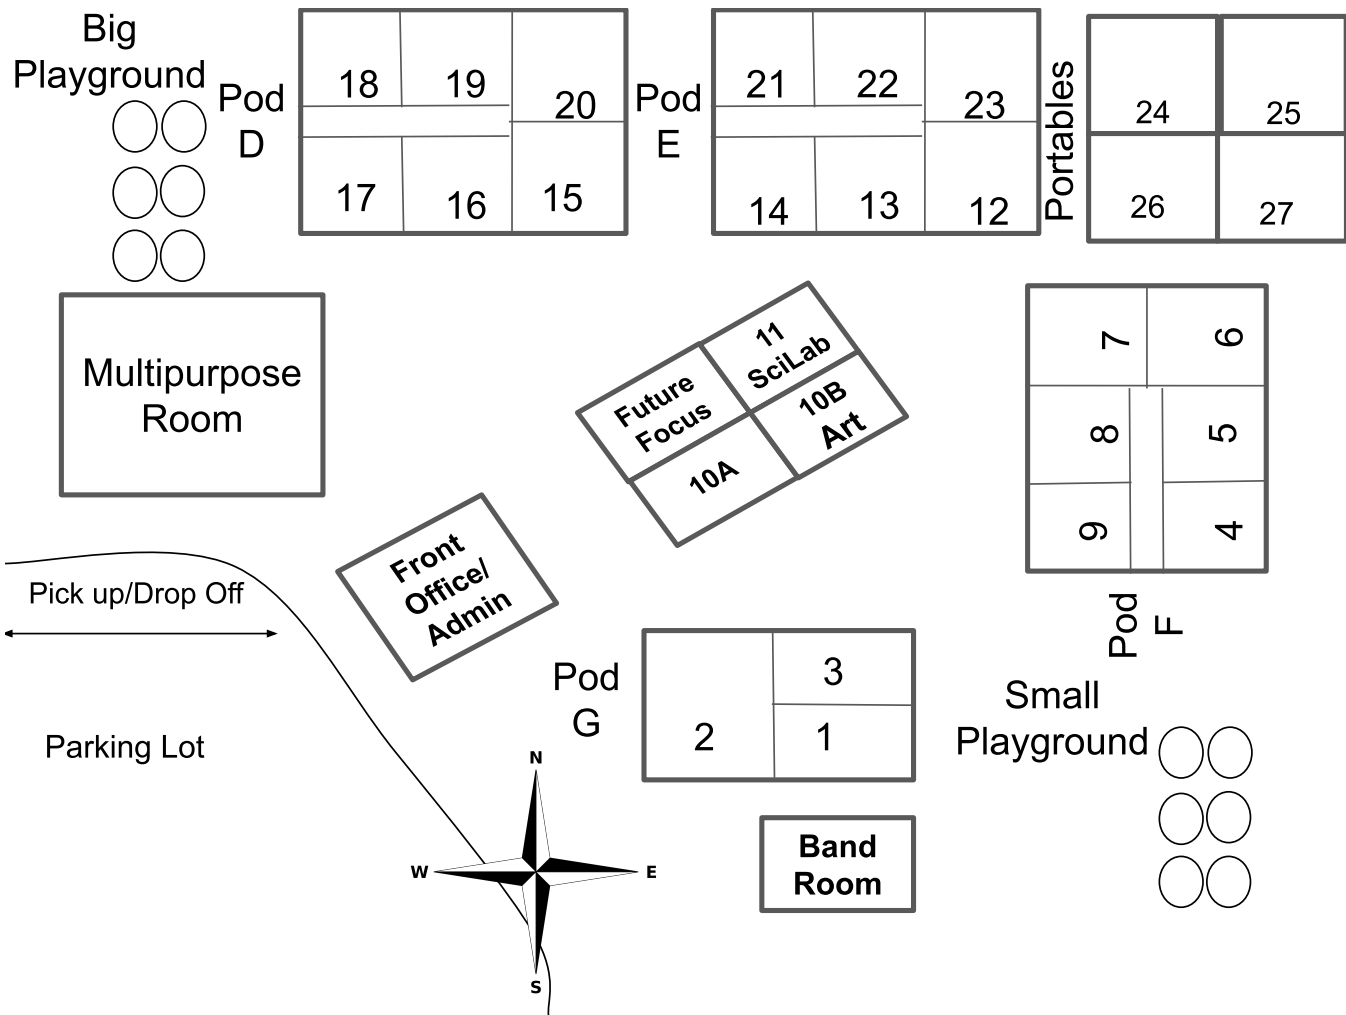 Big
Playground
Pod
D
18
19
20
17
16
15
Pod
E
21
22
23
14
13
12
Portables
24
25
26
27
Multipurpose
Room
Future
Focus
11
SciLab
10A
10B
Art
7
6
8
5
9
4
Pod
F
Front
Office/
Admin
Pick up/Drop Off
Parking Lot
Pod
G
2
3
1
Small
Playground
Band
Room
N
W
E
S